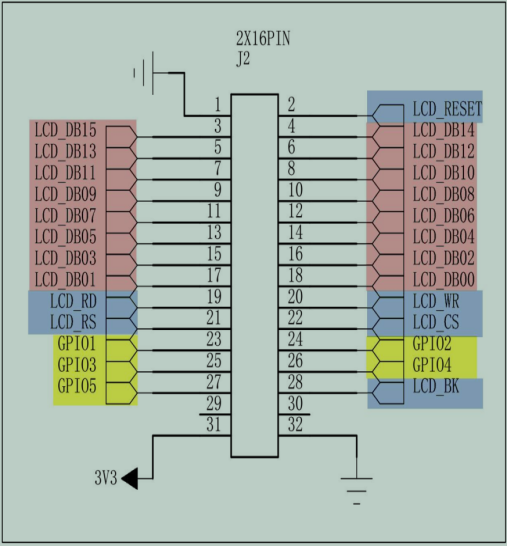 2X16PIN
J2
1 2 LCD_RESET
LCD_DB15 3 4 LCD_DB14
LCD_DB13 5 6 LCD_DB12
LCD_DB11 7 8 LCD_DB10
LCD_DB09 9 10 LCD_DB08
LCD_DB07 11 12 LCD_DB06
LCD_DB05 13 14 LCD_DB04
LCD_DB03 15 16 LCD_DB02
LCD_DB01 17 18 LCD_DB00
LCD_RD 19 20 LCD_WR
LCD_RS 21 22 LCD_CS
GPIO1 23 24 GPIO2
GPIO3 25 26 GPIO4
GPIO5 27 28 LCD_BK
29 30
31 32
3V3